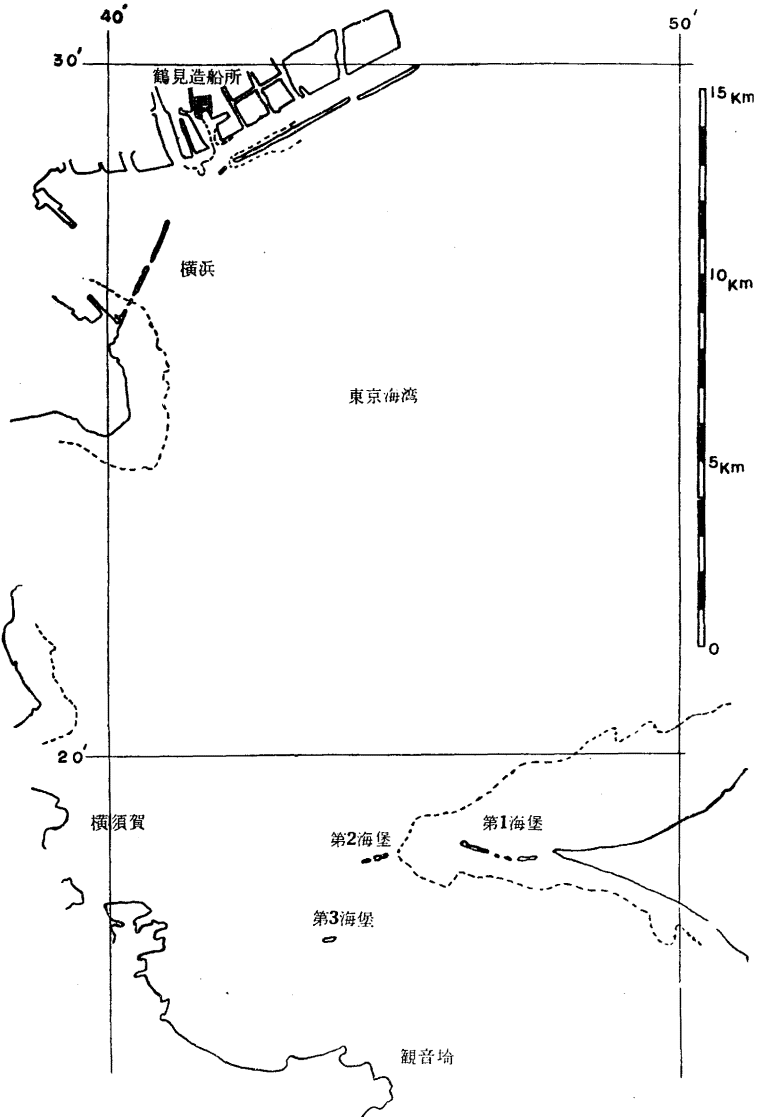 40′
50′
30′
鶴見造船所
15 Km
横浜
10 Km
東京海湾
5 Km
0
20′
横須賀
第2海堡
第1海堡
第3海堡
観音埼